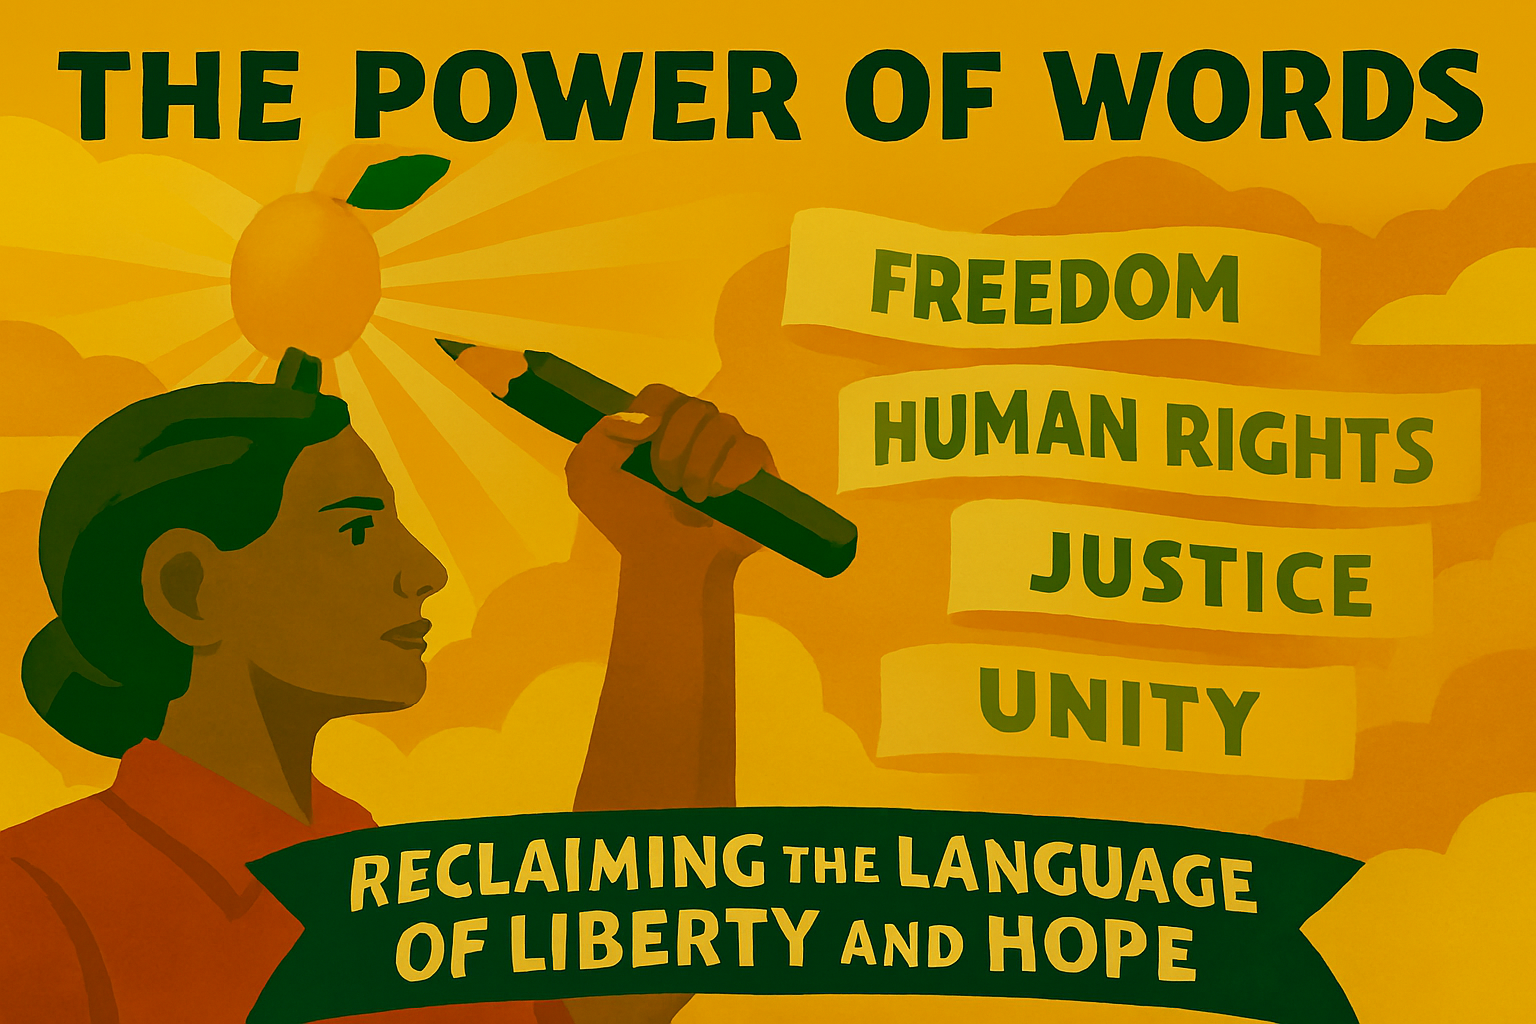 THE POWER OF WORDS
FREEDOM
HUMAN RIGHTS
JUSTICE
UNITY
RECLAIMING THE LANGUAGE
OF LIBERTY AND HOPE